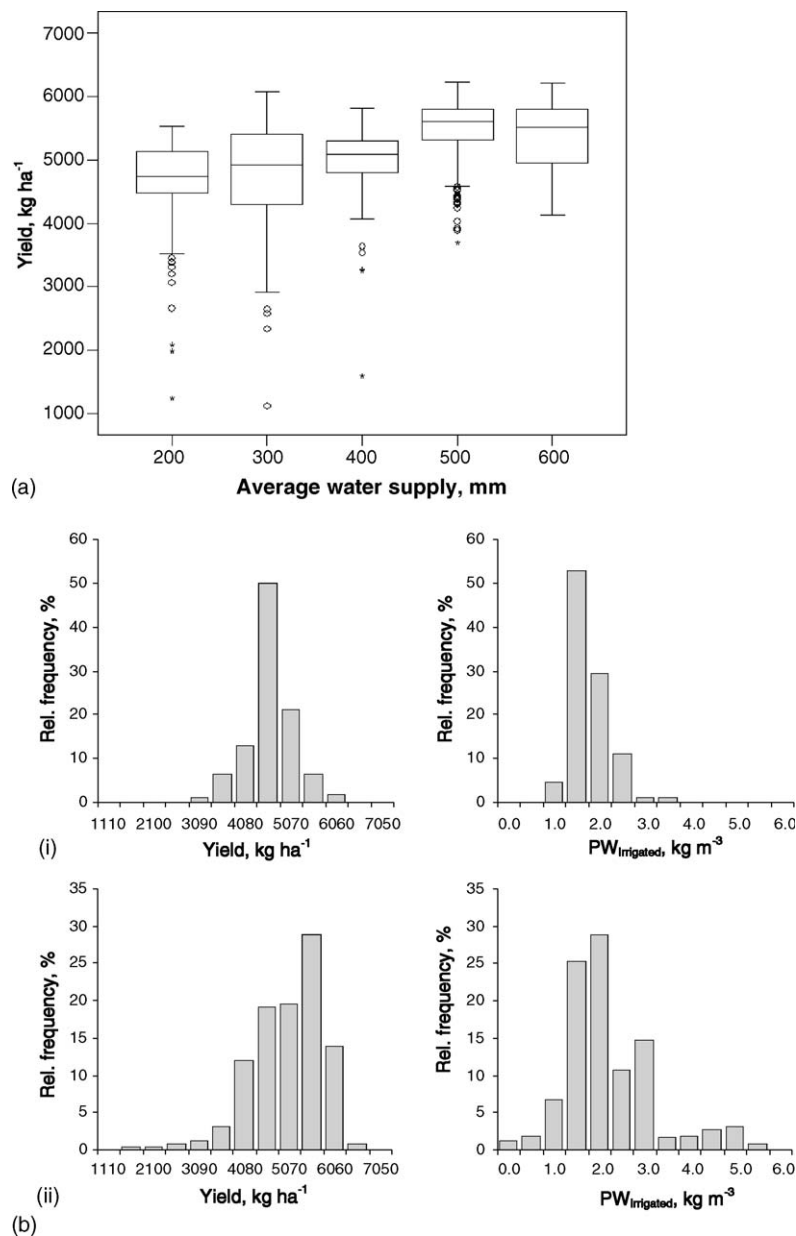 7000
6000
5000
4000
3000
2000
1000
Yield, kg ha⁻¹
200 300 400 500 600
Average water supply, mm
(a)
60
50
40
30
20
10
0
Rel. frequency, %
1110 2100 3090 4080 5070 6060 7050
Yield, kg ha⁻¹
(i)
60
50
40
30
20
10
0
Rel. frequency, %
0.0 1.0 2.0 3.0 4.0 5.0 6.0
PW_Irrigated, kg m⁻³
35
30
25
20
15
10
5
0
Rel. frequency, %
1110 2100 3090 4080 5070 6060 7050
Yield, kg ha⁻¹
(ii)
35
30
25
20
15
10
5
0
Rel. frequency, %
0.0 1.0 2.0 3.0 4.0 5.0 6.0
PW_Irrigated, kg m⁻³
(b)